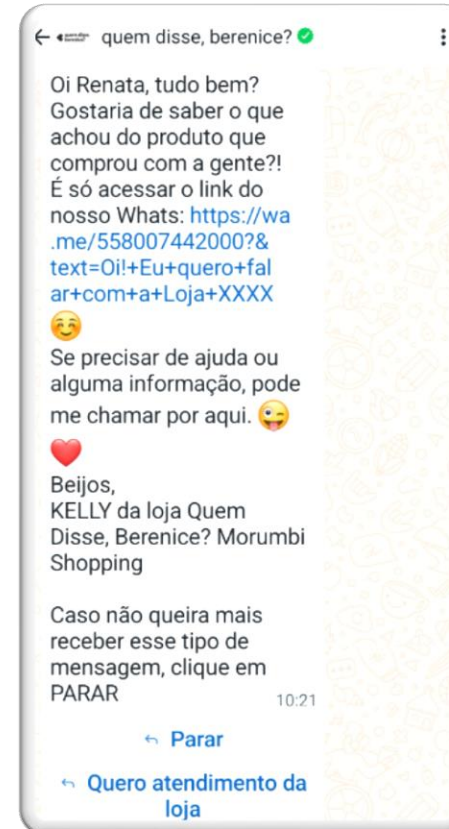 quem disse, berenice?
Oi Renata, tudo bem?
Gostaria de saber o que
achou do produto que
comprou com a gente?!
É só acessar o link do
nosso Whats: https://wa
.me/558007442000?&
text=Oi!+Eu+quero+fal
ar+com+a+Loja+XXXX
☺️
Se precisar de ajuda ou
alguma informação, pode
me chamar por aqui. 😜
❤️
Beijos,
KELLY da loja Quem
Disse, Berenice? Morumbi
Shopping
Caso não queira mais
receber esse tipo de
mensagem, clique em
PARAR
10:21
Parar
Quero atendimento da
loja